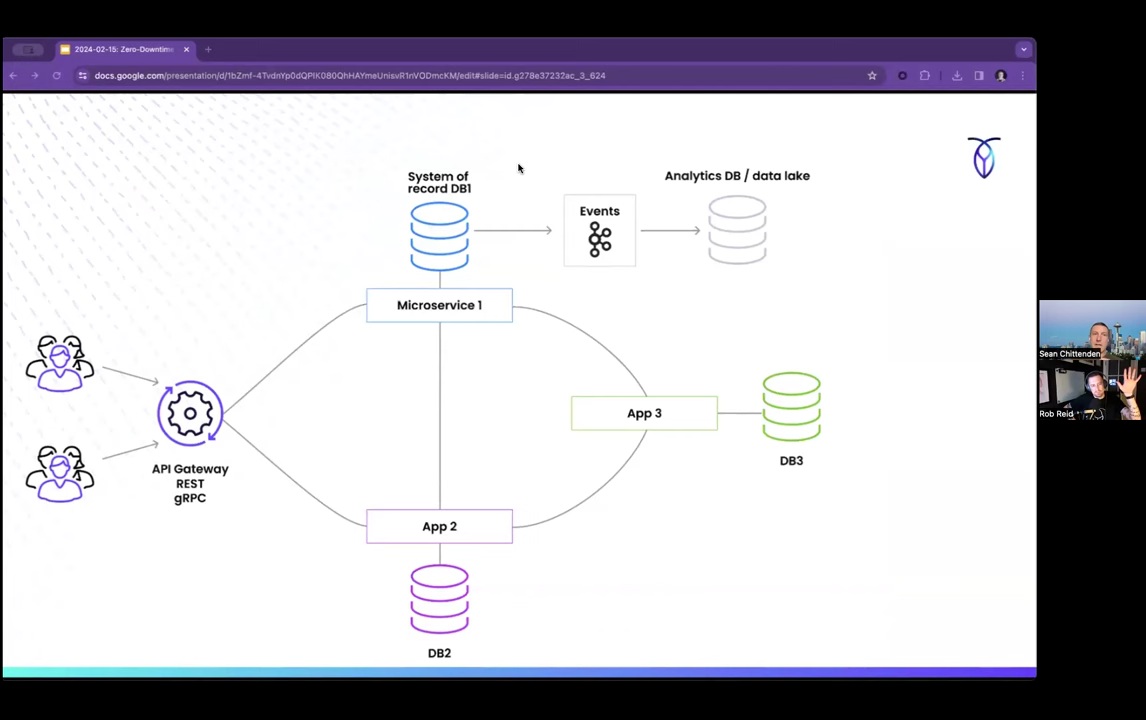 2024-02-15: Zero-Downtim
docs.google.com/presentation/d/1bZmf-4TvdnYp0dQPIK080QhHAYmeUnisvR1nVODmcKM/edit#slide=id.g278e37232ac_3_624
System of
record DB1
Events
Analytics DB / data lake
Microservice 1
Sean Chittenden
App 3
Rob Reid
DB3
API Gateway
REST
gRPC
App 2
DB2